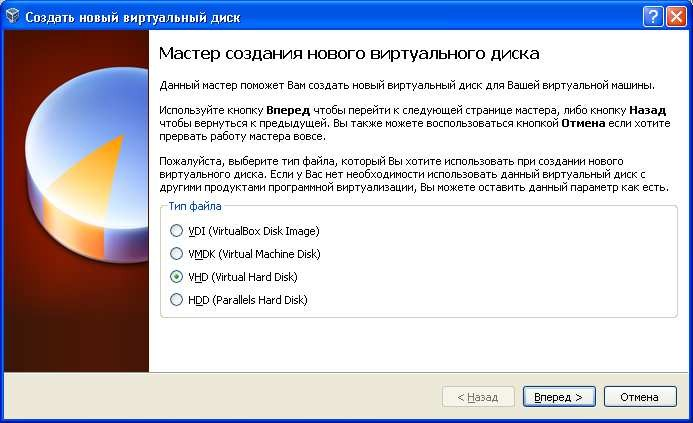 Создать новый виртуальный диск
Мастер создания нового виртуального диска
Данный мастер поможет Вам создать новый виртуальный диск для Вашей виртуальной машины.
Используйте кнопку Вперед чтобы перейти к следующей странице мастера, либо кнопку Назад
чтобы вернуться к предыдущей. Вы также можете воспользоваться кнопкой Отмена если хотите
прервать работу мастера вовсе.
Пожалуйста, выберите тип файла, который Вы хотите использовать при создании нового
виртуального диска. Если у Вас нет необходимости использовать данный виртуальный диск с
другими продуктами программной виртуализации, Вы можете оставить данный параметр как есть.
Тип файла
VDI (VirtualBox Disk Image)
VMDK (Virtual Machine Disk)
VHD (Virtual Hard Disk)
HDD (Parallels Hard Disk)
< Назад Вперед > Отмена